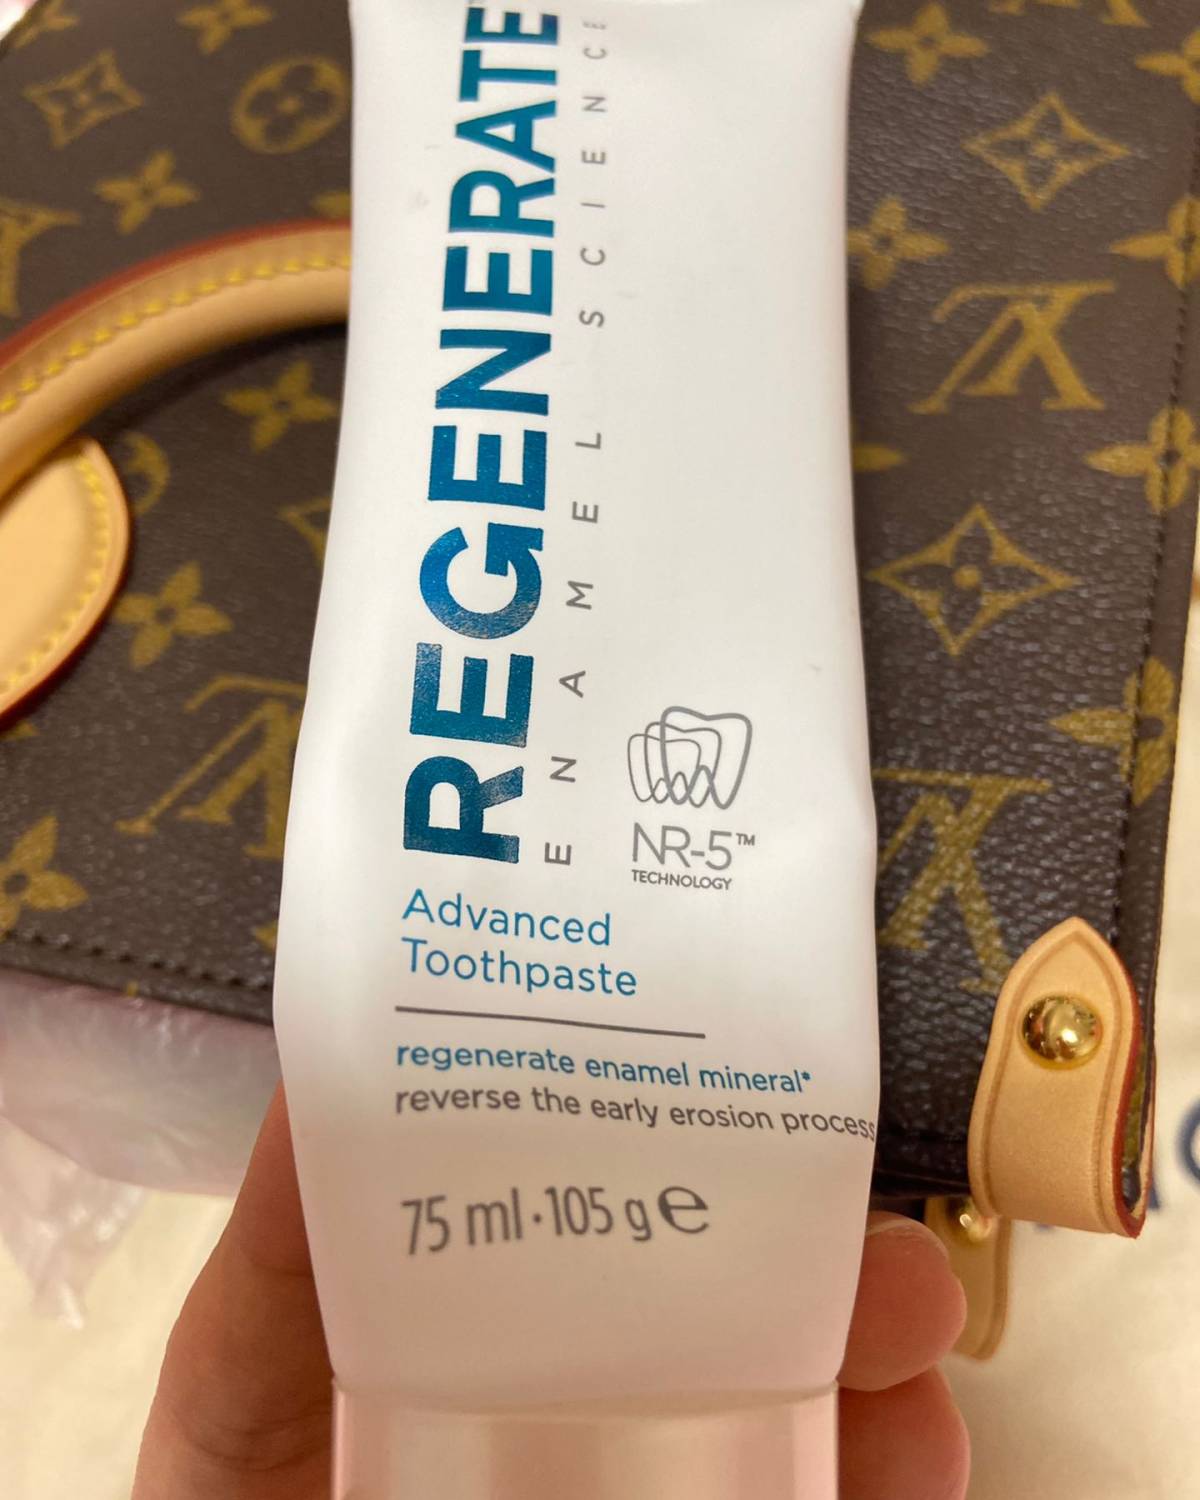 REGENERATE
ENAMEL SCIENCE
NR-5™
TECHNOLOGY
Advanced
Toothpaste
regenerate enamel mineral*
reverse the early erosion process
75 ml · 105 g ℮